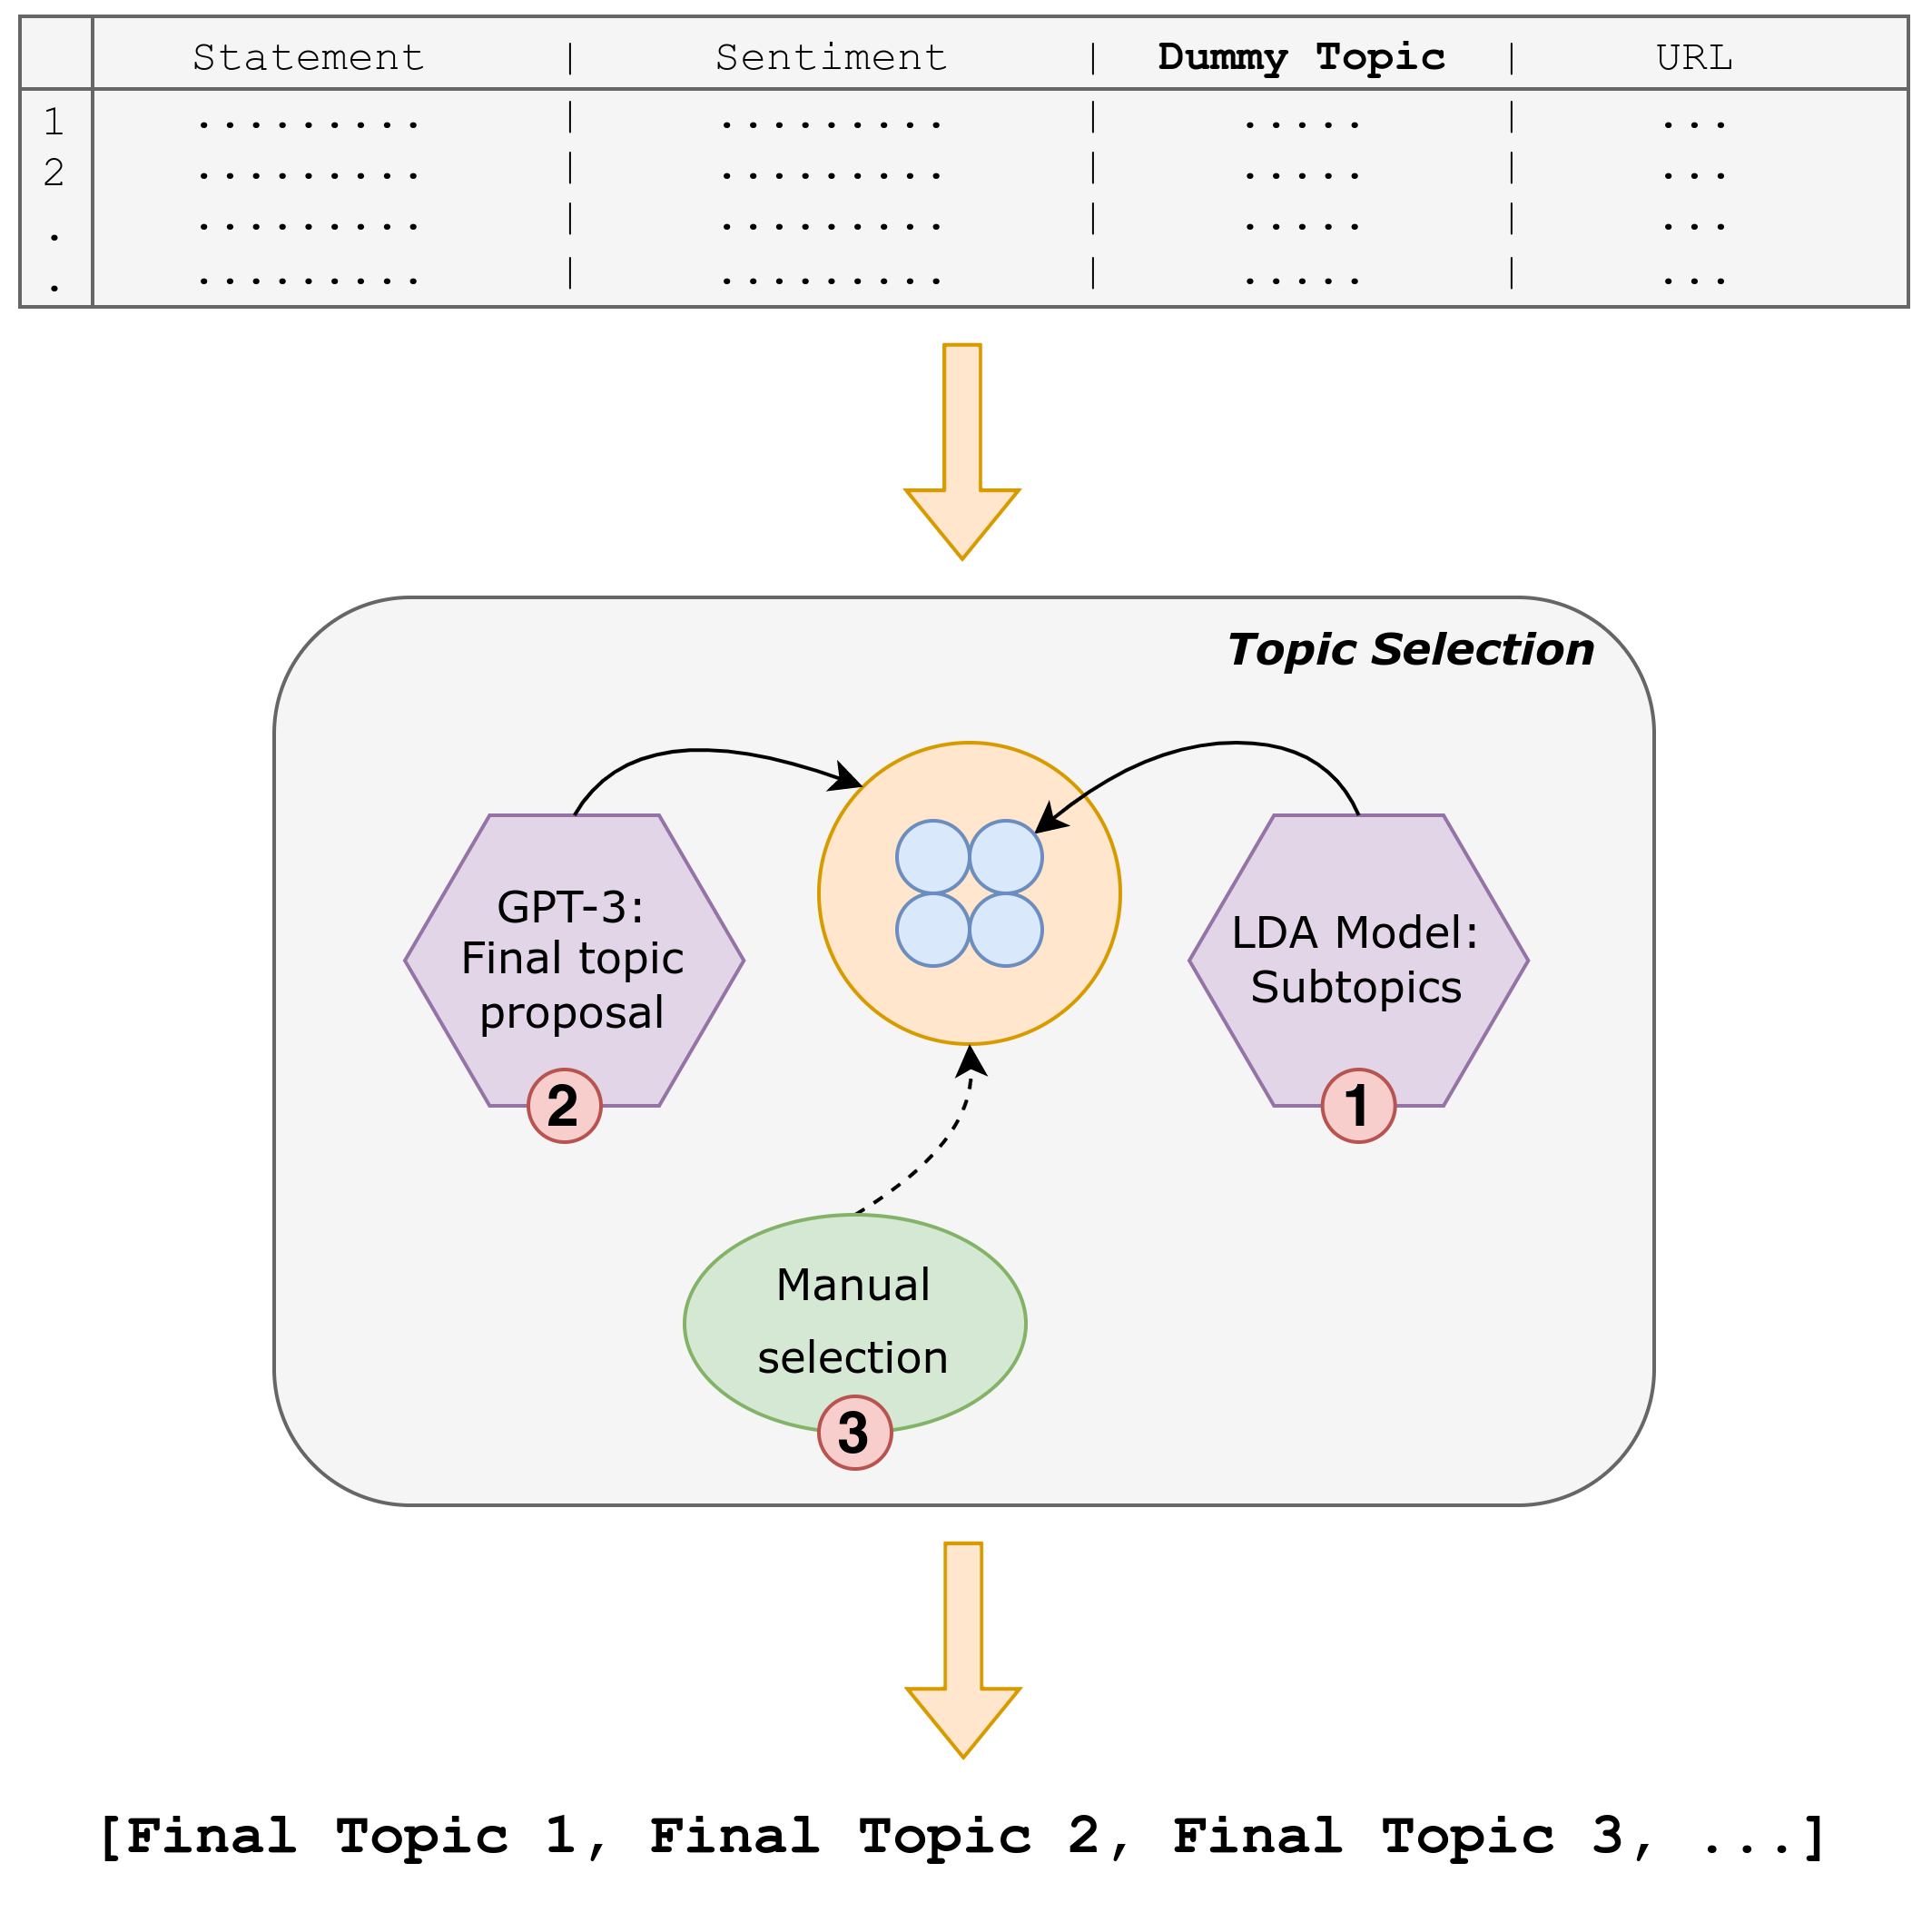 Statement | Sentiment | Dummy Topic | URL
1 ......... | ......... | ..... | ...
2 ......... | ......... | ..... | ...
. ......... | ......... | ..... | ...
. ......... | ......... | ..... | ...
Topic Selection
GPT-3:
Final topic
proposal
2
LDA Model:
Subtopics
1
Manual
selection
3
[Final Topic 1, Final Topic 2, Final Topic 3, ...]